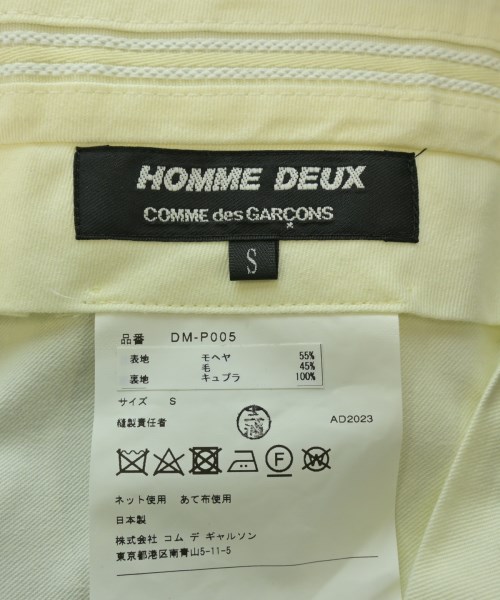 HOMME DEUX
COMME des GARÇONS
S
品番 DM-P005
表地 モヘヤ 55%
毛 45%
裏地 キュプラ 100%
サイズ S
縫製責任者
AD2023
F
W
ネット使用 あて布使用
日本製
株式会社 コム デ ギャルソン
東京都港区南青山5-11-5